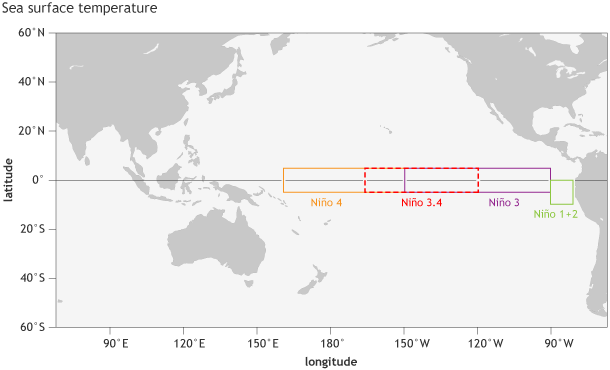 Sea surface temperature
60°N
40°N
20°N
0°
20°S
40°S
60°S
latitude
Niño 4
Niño 3.4
Niño 3
Niño 1+2
90°E
120°E
150°E
180°
150°W
120°W
90°W
longitude